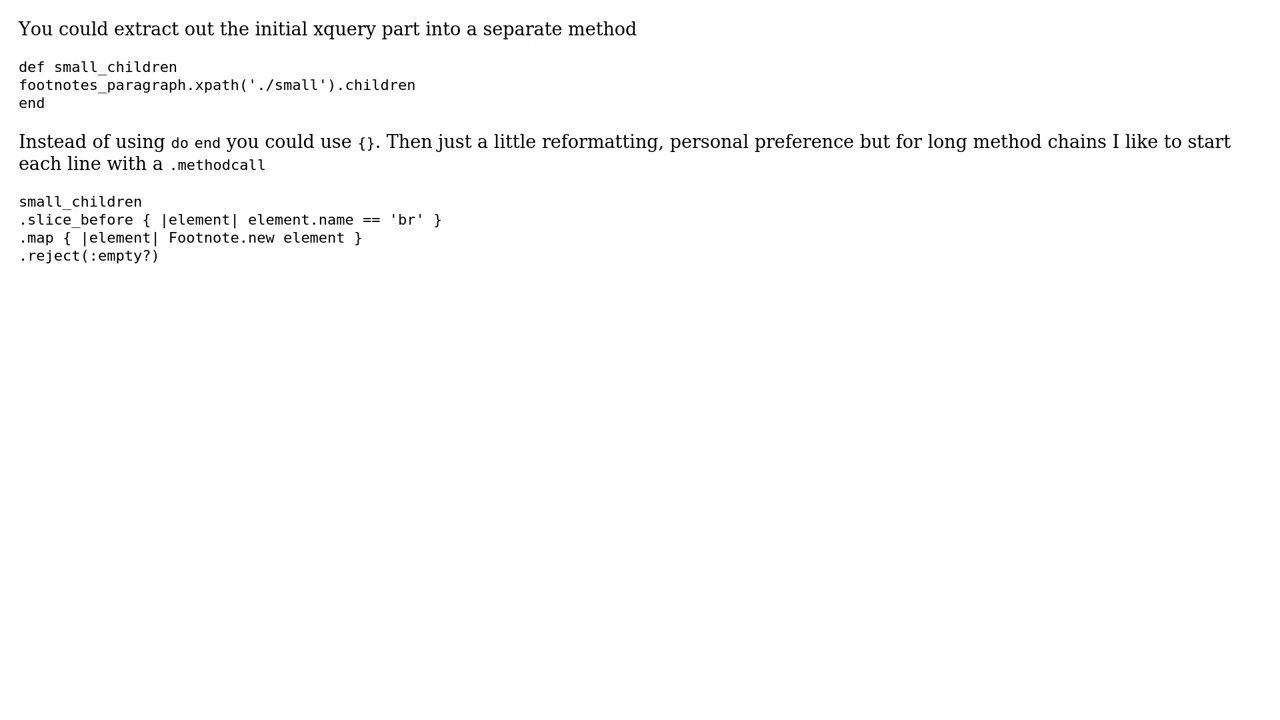 You could extract out the initial xquery part into a separate method
def small_children
footnotes_paragraph.xpath('./small').children
end
Instead of using do end you could use {}. Then just a little reformatting, personal preference but for long method chains I like to start
each line with a .methodcall
small_children
.slice_before { |element| element.name == 'br' }
.map { |element| Footnote.new element }
.reject(:empty?)